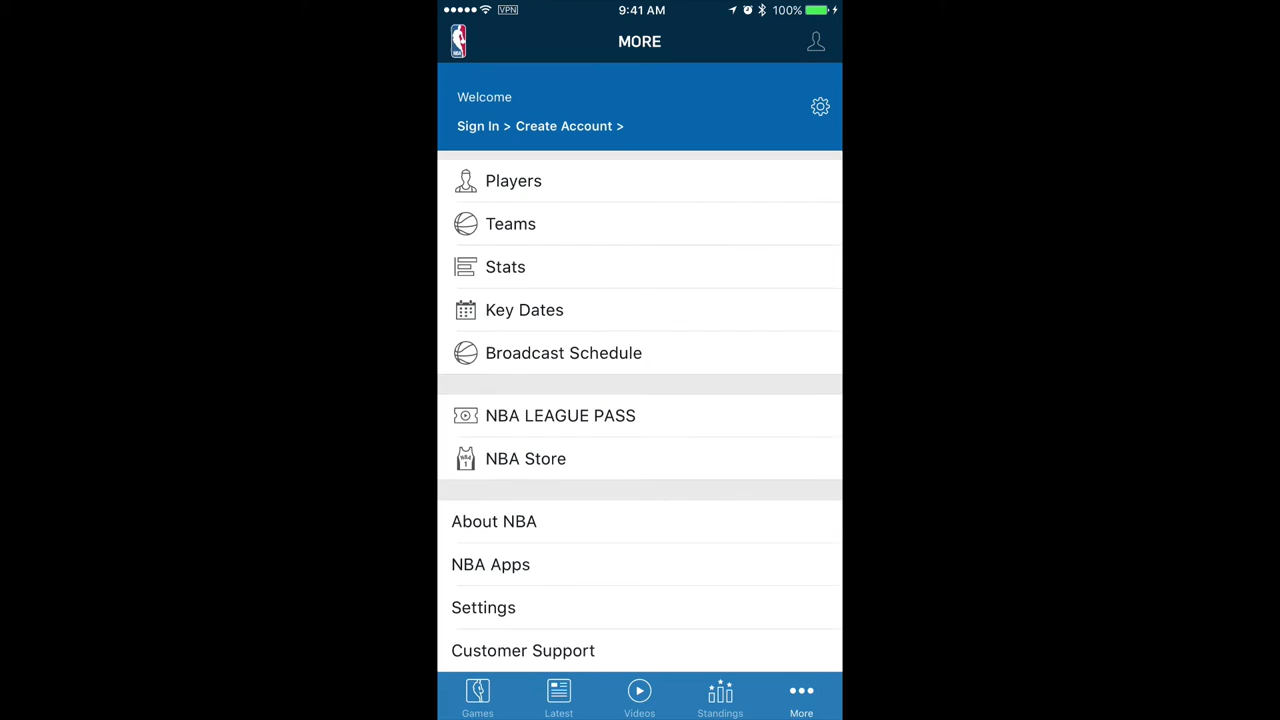 VPN 9:41 AM 100%
NBA MORE
Welcome
Sign In > Create Account >
Players
Teams
Stats
Key Dates
Broadcast Schedule
NBA LEAGUE PASS
NBA Store
About NBA
NBA Apps
Settings
Customer Support
Games Latest Videos Standings More